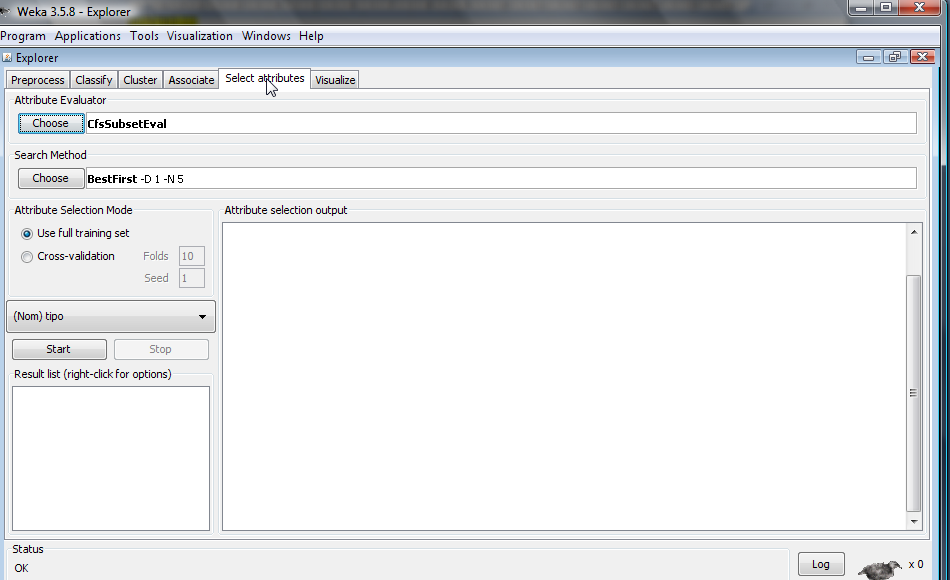 Weka 3.5.8 - Explorer
Program Applications Tools Visualization Windows Help
Explorer
Preprocess Classify Cluster Associate Select attributes Visualize
Attribute Evaluator
Choose CfsSubsetEval
Search Method
Choose BestFirst -D 1 -N 5
Attribute Selection Mode
Use full training set
Cross-validation Folds 10
Seed 1
(Nom) tipo
Start Stop
Result list (right-click for options)
Attribute selection output
Status
OK
Log x 0